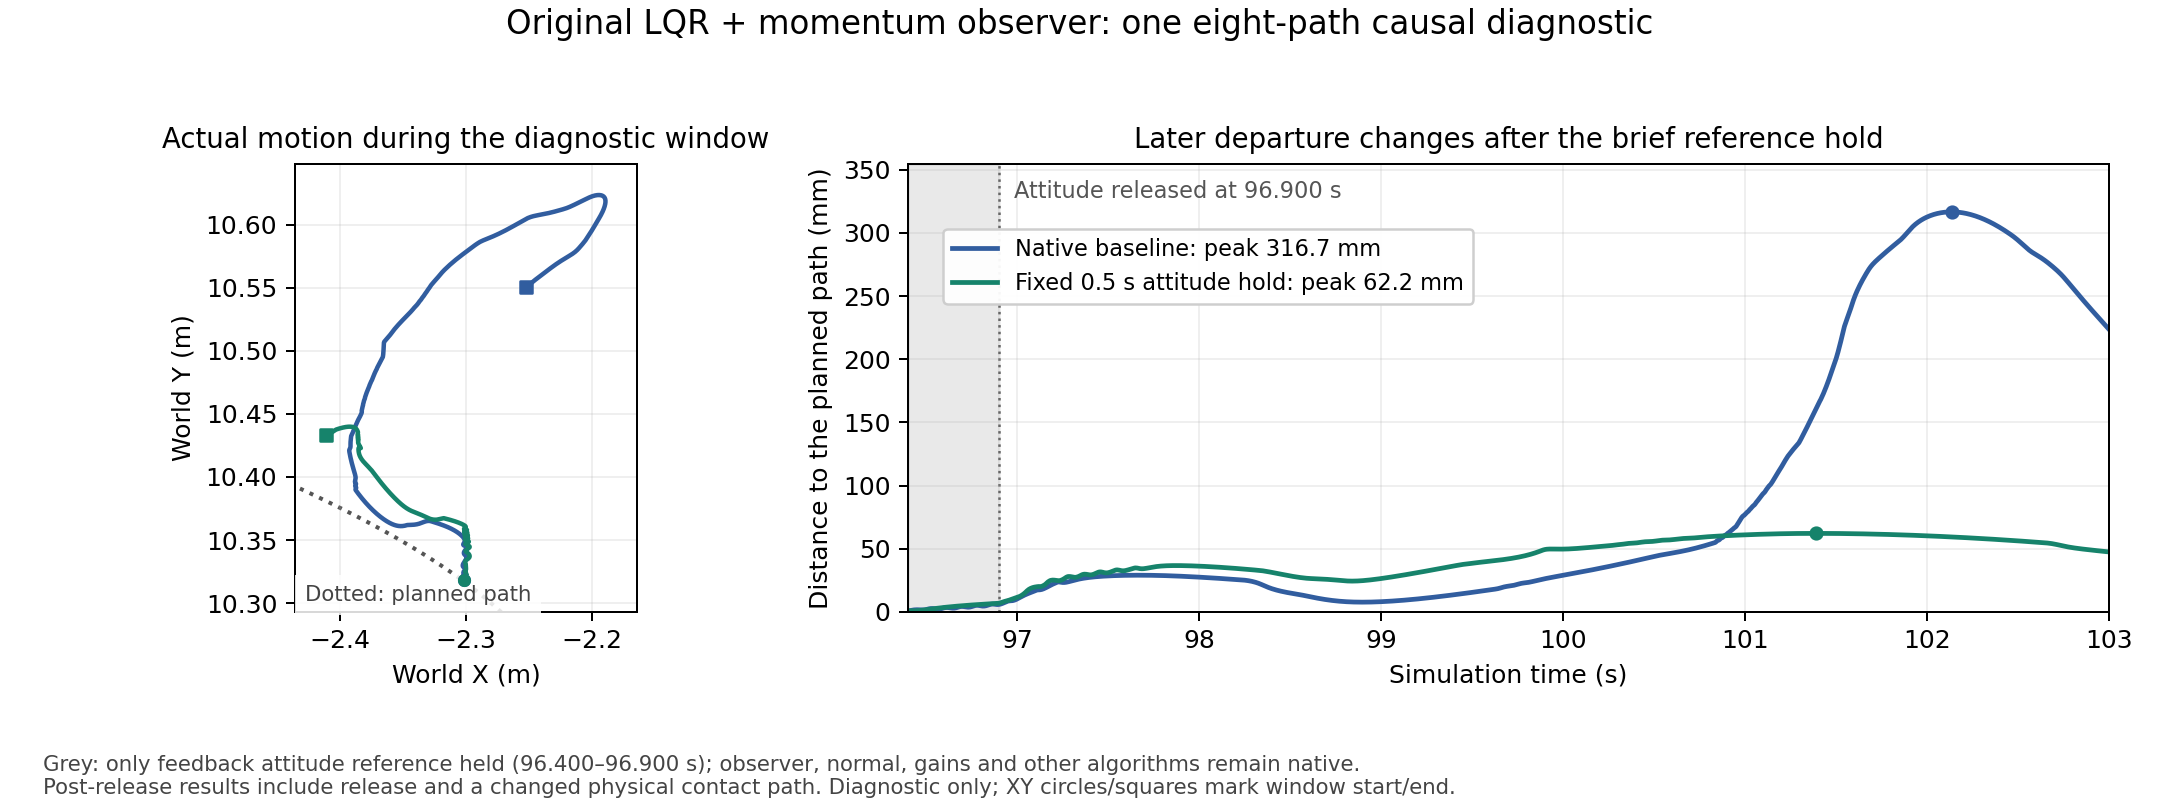 Original LQR + momentum observer: one eight-path causal diagnostic
Actual motion during the diagnostic window
World Y (m)
10.60
10.55
10.50
10.45
10.40
10.35
10.30
Dotted: planned path
−2.4
−2.3
−2.2
World X (m)
Later departure changes after the brief reference hold
Distance to the planned path (mm)
350
300
250
200
150
100
50
0
Attitude released at 96.900 s
Native baseline: peak 316.7 mm
Fixed 0.5 s attitude hold: peak 62.2 mm
97
98
99
100
101
102
103
Simulation time (s)
Grey: only feedback attitude reference held (96.400–96.900 s); observer, normal, gains and other algorithms remain native.
Post-release results include release and a changed physical contact path. Diagnostic only; XY circles/squares mark window start/end.